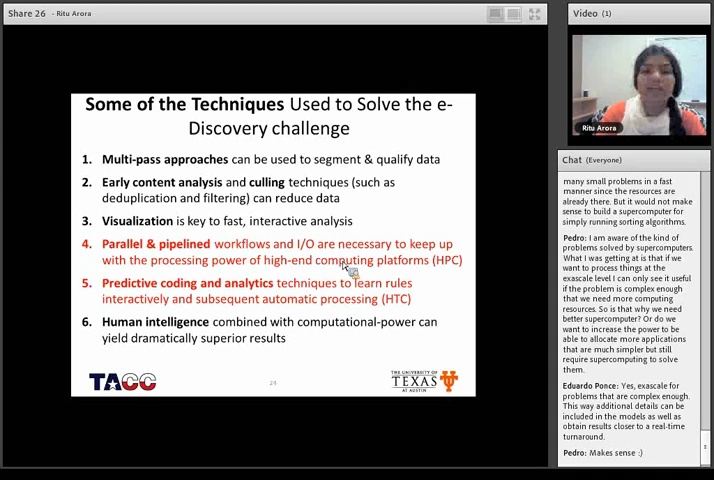 Share 26 - Ritu Arora
Video (1)
Ritu Arora
Some of the Techniques Used to Solve the e-
Discovery challenge
1. Multi-pass approaches can be used to segment & qualify data
2. Early content analysis and culling techniques (such as
deduplication and filtering) can reduce data
3. Visualization is key to fast, interactive analysis
4. Parallel & pipelined workflows and I/O are necessary to keep up
with the processing power of high-end computing platforms (HPC)
5. Predictive coding and analytics techniques to learn rules
interactively and subsequent automatic processing (HTC)
6. Human intelligence combined with computational-power can
yield dramatically superior results
TACC
24
THE UNIVERSITY OF
TEXAS
AT AUSTIN
Chat (Everyone)
many small problems in a fast
manner since the resources are
already there. But it would not make
sense to build a supercomputer for
simply running sorting algorithms.
Pedro: I am aware of the kind of
problems solved by supercomputers.
What I was getting at is that if we
want to process things at the
exascale level I can only see it useful
if the problem is complex enough
that we need more computing
resources. So is that why we need
better supercomputer? Or do we
want to increase the power to be
able to allocate more applications
that are much simpler but still
require supercomputing to solve
them.
Eduardo Ponce: Yes, exascale for
problems that are complex enough.
This way additional details can be
included in the models as well as
obtain results closer to a real-time
turnaround.
Pedro: Makes sense :)